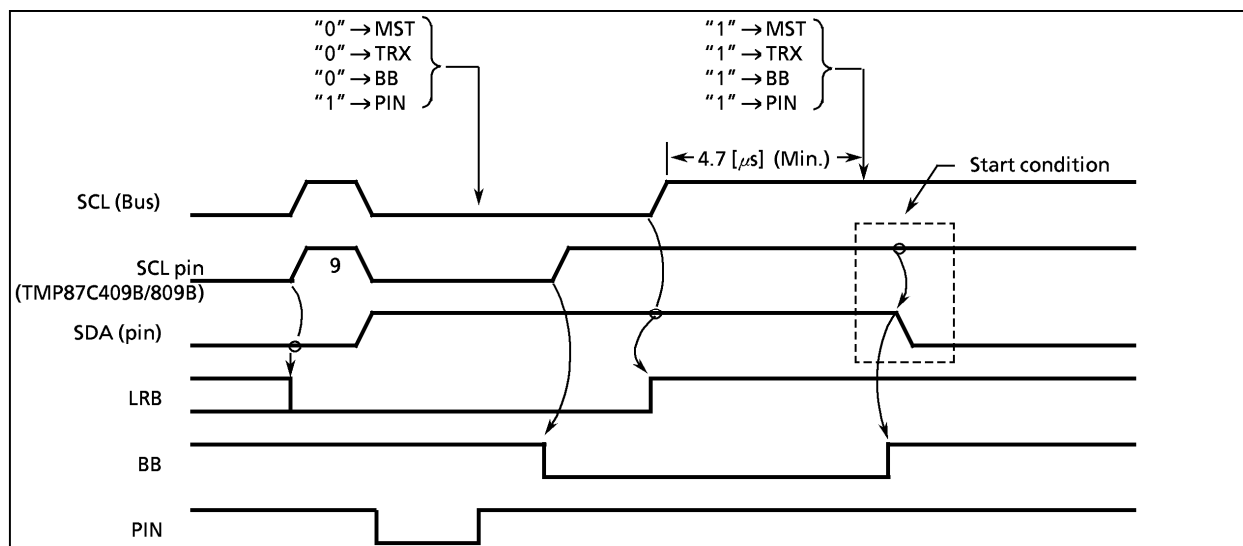 “0” → MST
“0” → TRX
“0” → BB
“1” → PIN
“1” → MST
“1” → TRX
“1” → BB
“1” → PIN
4.7 [μs] (Min.)
Start condition
SCL (Bus)
SCL pin
(TMP87C409B/809B)
9
SDA (pin)
LRB
BB
PIN